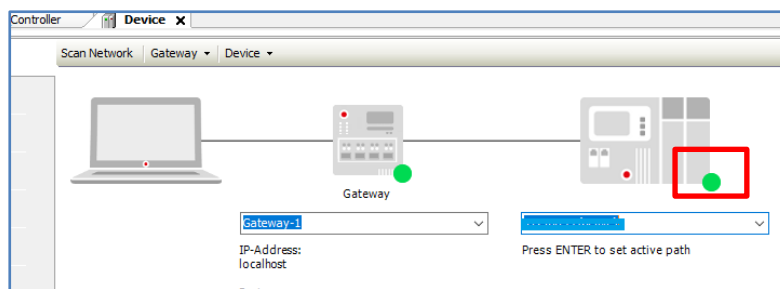 Controller
Device X
Scan Network Gateway Device
Gateway
Gateway-1
IP-Address:
localhost
Press ENTER to set active path